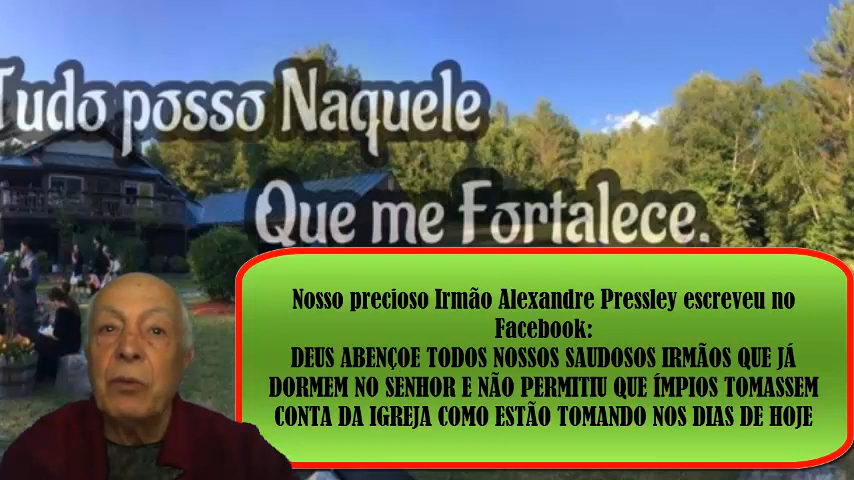 Tudo posso Naquele
Que me Fortalece.
Nosso precioso Irmão Alexandre Pressley escreveu no
Facebook:
DEUS ABENÇOE TODOS NOSSOS SAUDOSOS IRMÃOS QUE JÁ
DORMEM NO SENHOR E NÃO PERMITIU QUE ÍMPIOS TOMASSEM
CONTA DA IGREJA COMO ESTÃO TOMANDO NOS DIAS DE HOJE